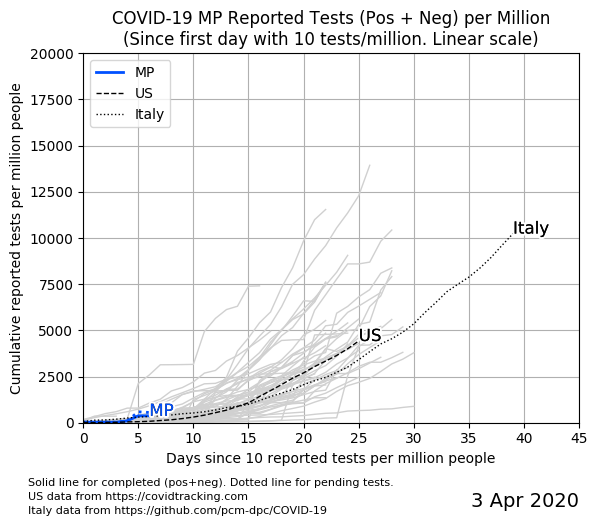 COVID-19 MP Reported Tests (Pos + Neg) per Million
(Since first day with 10 tests/million. Linear scale)
Cumulative reported tests per million people
20000
17500
15000
12500
10000
7500
5000
2500
0
MP
US
Italy
Italy
US
MP
0 5 10 15 20 25 30 35 40 45
Days since 10 reported tests per million people
Solid line for completed (pos+neg). Dotted line for pending tests.
US data from https://covidtracking.com
Italy data from https://github.com/pcm-dpc/COVID-19
3 Apr 2020